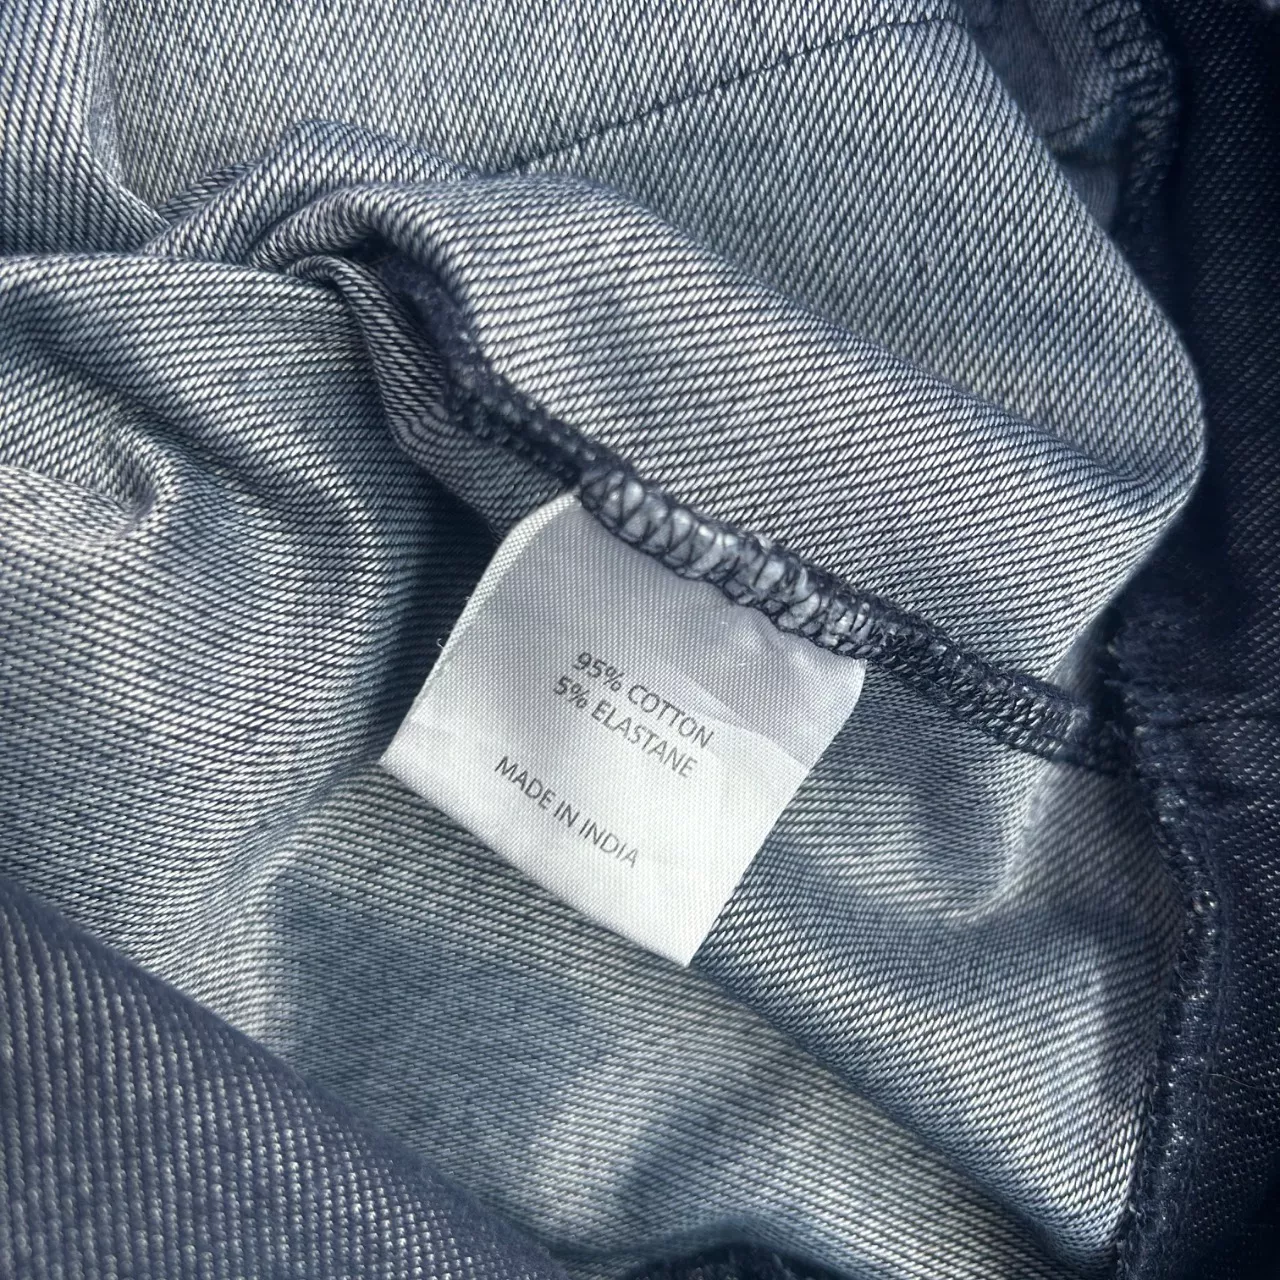 95% COTTON
5% ELASTANE
MADE IN INDIA